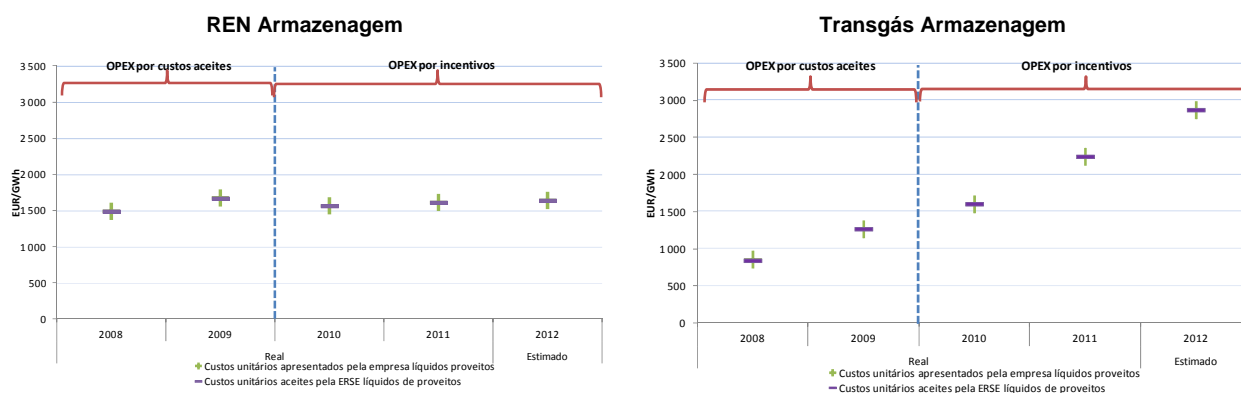 REN Armazenagem
OPEX por custos aceites
OPEX por incentivos
EUR/GWh
3 500
3 000
2 500
2 000
1 500
1 000
500
0
2008
2009
2010
2011
2012
Real
Estimado
Custos unitários apresentados pela empresa líquidos proveitos
Custos unitários aceites pela ERSE líquidos de proveitos
Transgás Armazenagem
OPEX por custos aceites
OPEX por incentivos
EUR/GWh
3 500
3 000
2 500
2 000
1 500
1 000
500
0
2008
2009
2010
2011
2012
Real
Estimado
Custos unitários apresentados pela empresa líquidos proveitos
Custos unitários aceites pela ERSE líquidos de proveitos